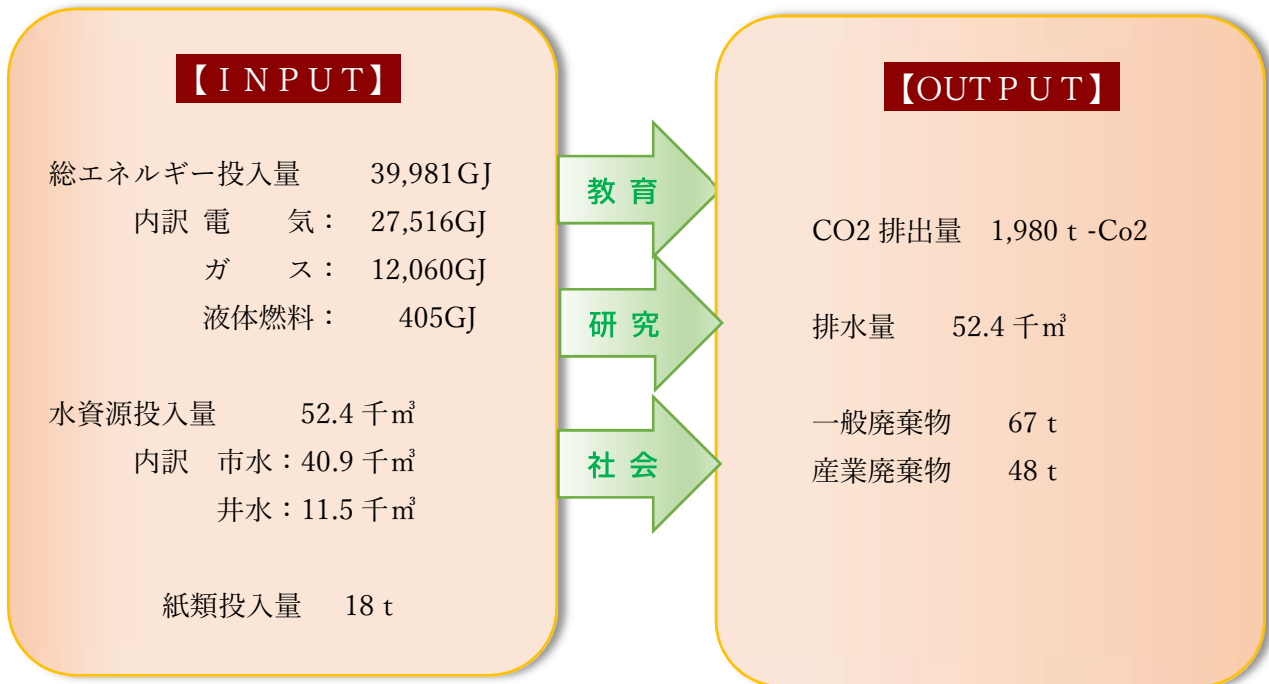 【ＩＮＰＵＴ】
総エネルギー投入量　39,981GJ
内訳 電　気： 27,516GJ
ガ　ス： 12,060GJ
液体燃料： 405GJ
水資源投入量　52.4 千㎥
内訳　市水：40.9 千㎥
井水：11.5 千㎥
紙類投入量　18 t
教 育
研 究
社 会
【OUTＰＵＴ】
CO2 排出量　1,980 t -Co2
排水量　52.4 千㎥
一般廃棄物　67 t
産業廃棄物　48 t